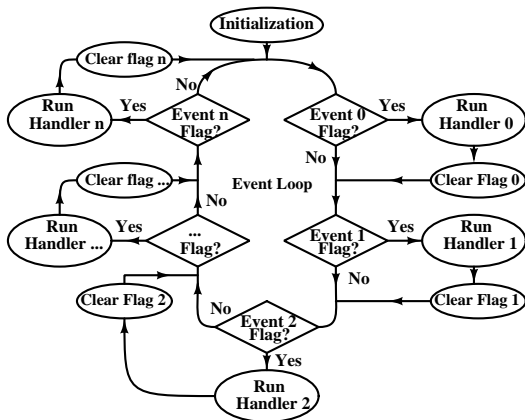 Initialization
Clear flag n
No
Run
Handler n
Yes
Event n
Flag?
Event 0
Flag?
Yes
Run
Handler 0
No
Clear flag ...
Event Loop
Clear Flag 0
No
Run
Handler ...
Yes
...
Flag?
Event 1
Flag?
Yes
Run
Handler 1
No
Clear Flag 2
No
Event 2
Flag?
Clear Flag 1
Yes
Run
Handler 2